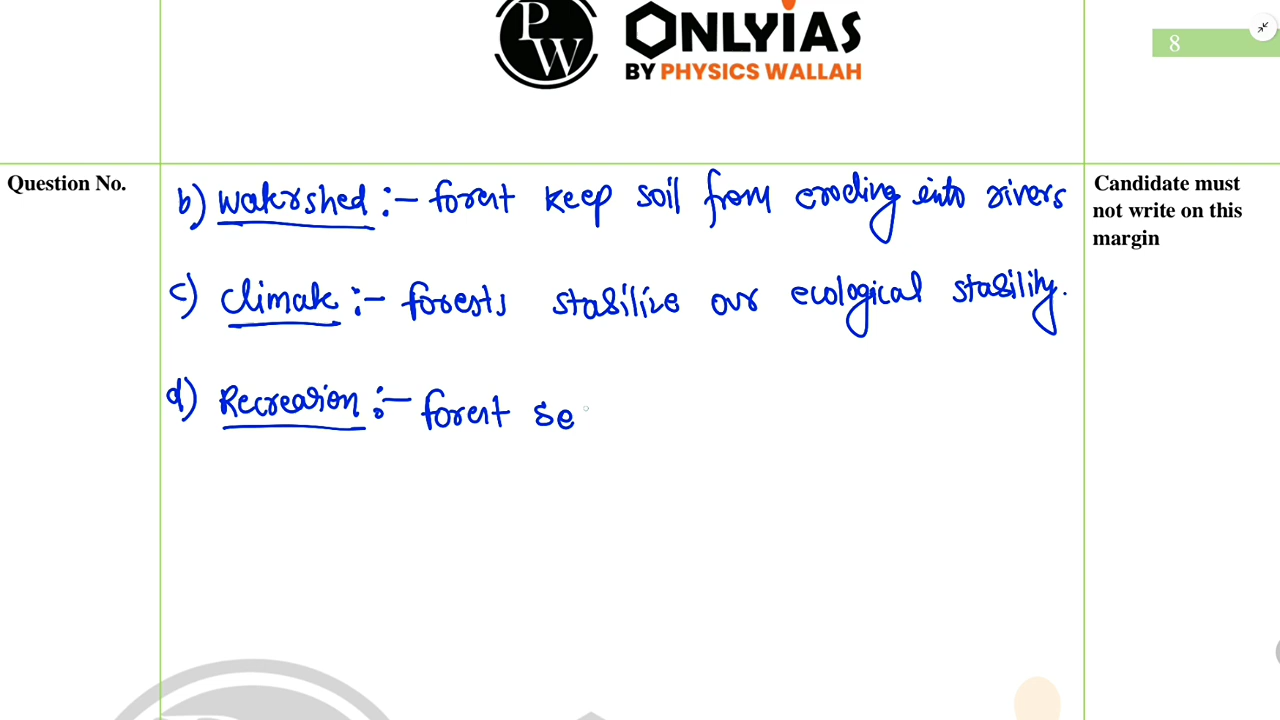 PW ONLYIAS
BY PHYSICS WALLAH
8
Question No.
Candidate must
not write on this
margin
b) Watershed :- forest keep soil from eroding into rivers
c) Climate :- forests stabilize our ecological stability.
d) Recreation :- forest se